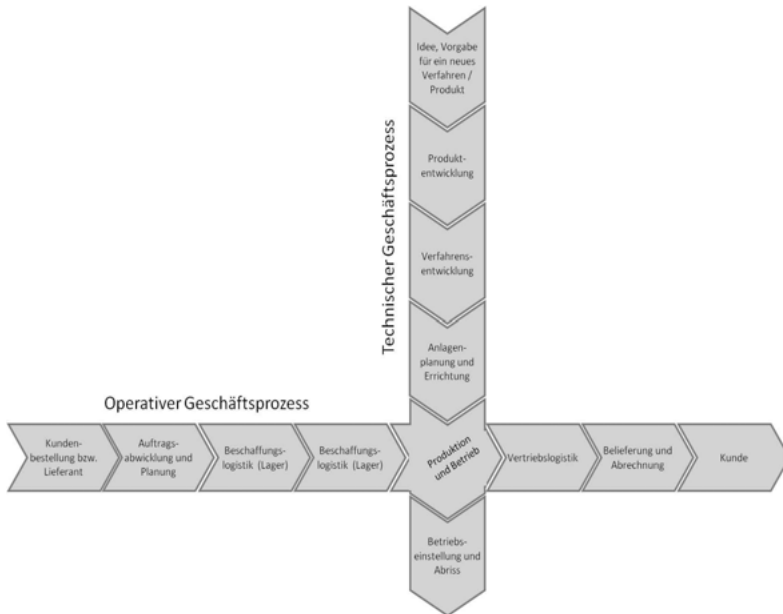 Idee, Vorgabe
für ein neues
Verfahren /
Produkt
Produkt-
entwicklung
Verfahrens-
entwicklung
Anlagen-
planung und
Errichtung
Technischer Geschäftsprozess
Operativer Geschäftsprozess
Kunden-
bestellung bzw.
Lieferant
Auftrags-
abwicklung und
Planung
Beschaffungs-
logistik (Lager)
Beschaffungs-
logistik (Lager)
Produktion
und Betrieb
Vertriebslogistik
Belieferung und
Abrechnung
Kunde
Betriebs-
einstellung und
Abriss